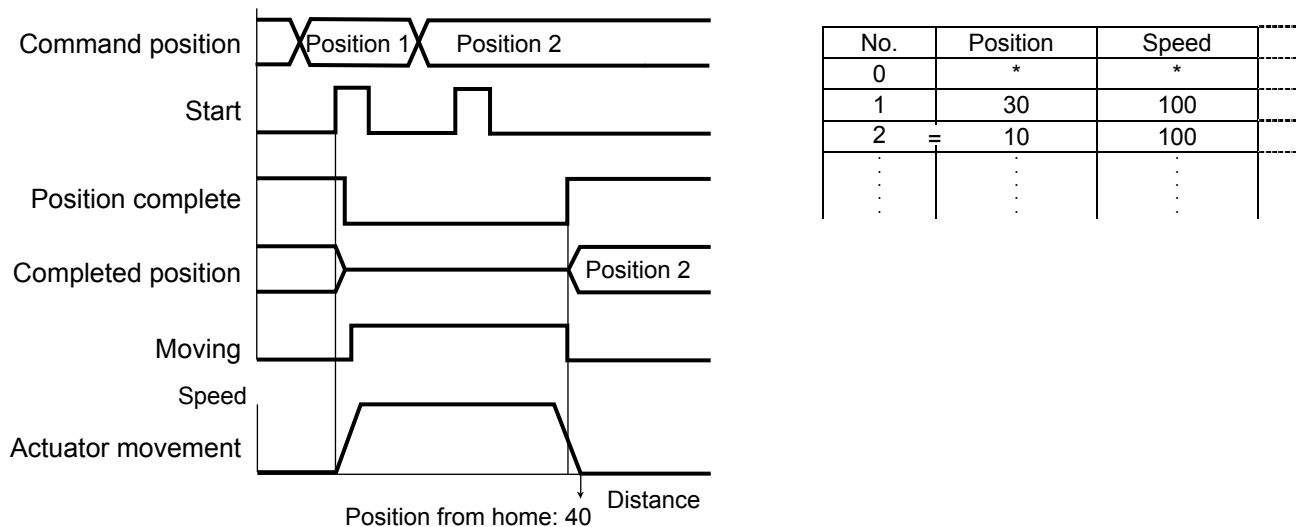 Command position
Position 1
Position 2
Start
Position complete
Completed position
Position 2
Moving
Speed
Actuator movement
Distance
Position from home: 40
No. Position Speed
0 * *
1 30 100
2 = 10 100